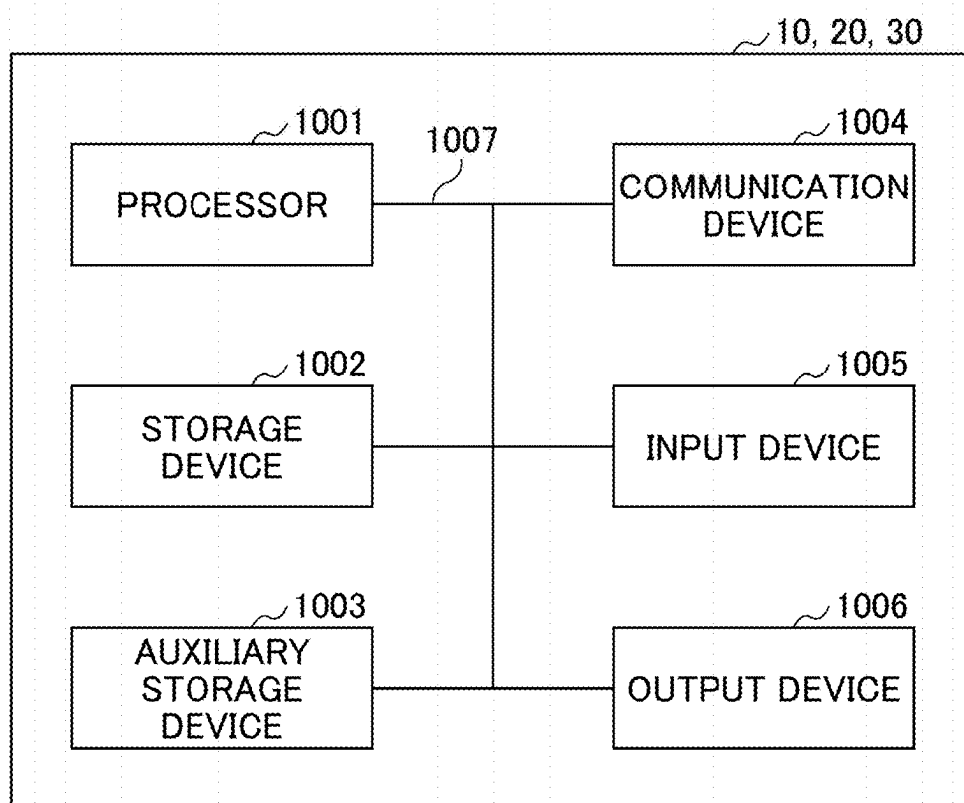 10, 20, 30
1001
PROCESSOR
1007
1004
COMMUNICATION
DEVICE
1002
STORAGE
DEVICE
1005
INPUT DEVICE
1003
AUXILIARY
STORAGE
DEVICE
1006
OUTPUT DEVICE